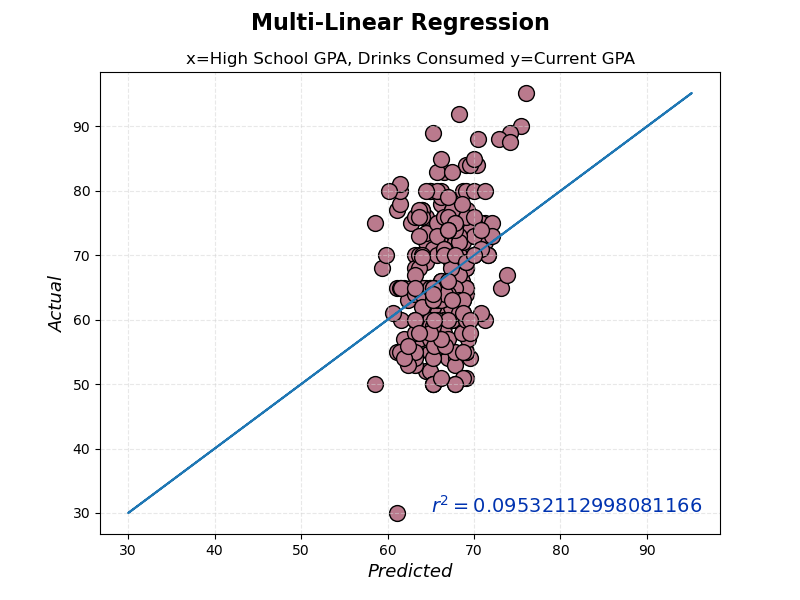 Multi-Linear Regression
x=High School GPA, Drinks Consumed y=Current GPA
90
80
70
60
50
40
30
Actual
r² = 0.09532112998081166
30 40 50 60 70 80 90
Predicted